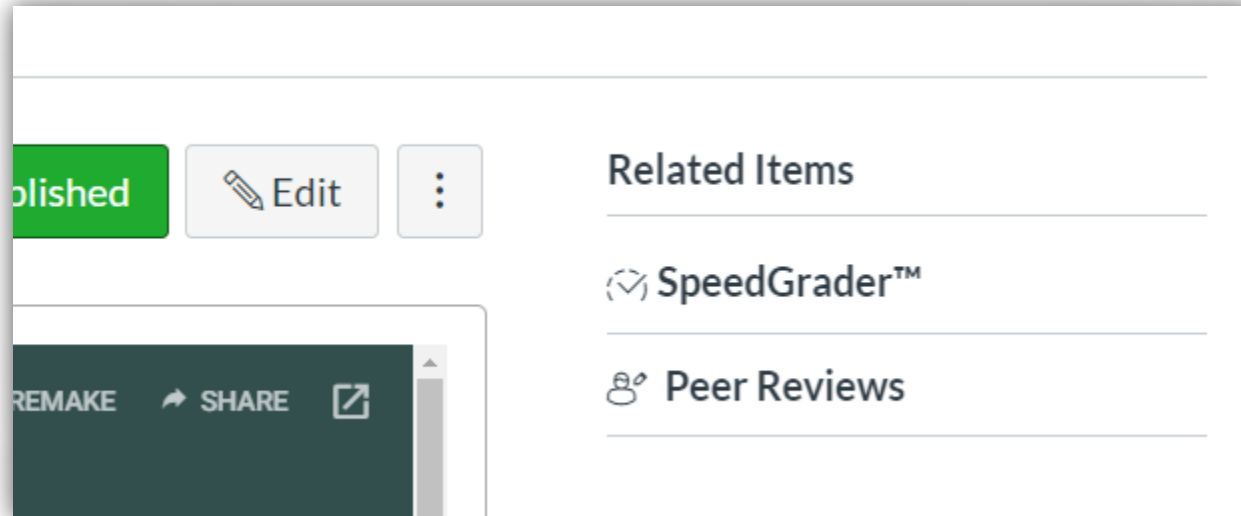 blished
Edit
Related Items
SpeedGrader™
Peer Reviews
REMAKE
SHARE